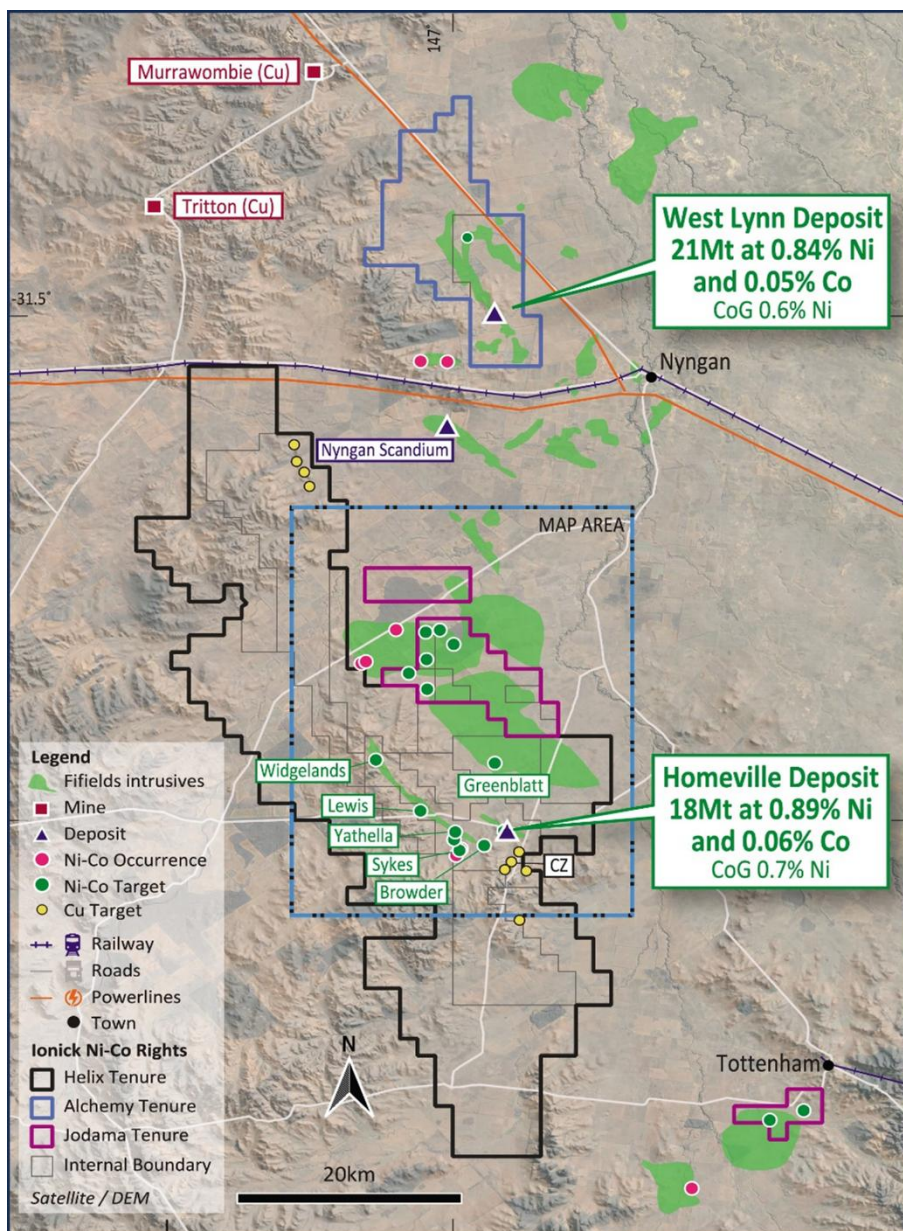 147°
Murrawombie (Cu)
Tritton (Cu)
West Lynn Deposit
21Mt at 0.84% Ni
and 0.05% Co
CoG 0.6% Ni
-31.5°
Nyngan
Nyngan Scandium
MAP AREA
Widgelands
Greenblatt
Lewis
Yathella
Sykes
Browder
CZ
Homeville Deposit
18Mt at 0.89% Ni
and 0.06% Co
CoG 0.7% Ni
Legend
Fifields intrusives
Mine
Deposit
Ni-Co Occurrence
Ni-Co Target
Cu Target
Railway
Roads
Powerlines
Town
Ionick Ni-Co Rights
Helix Tenure
Alchemy Tenure
Jodama Tenure
Internal Boundary
Satellite / DEM
N
20km
Tottenham